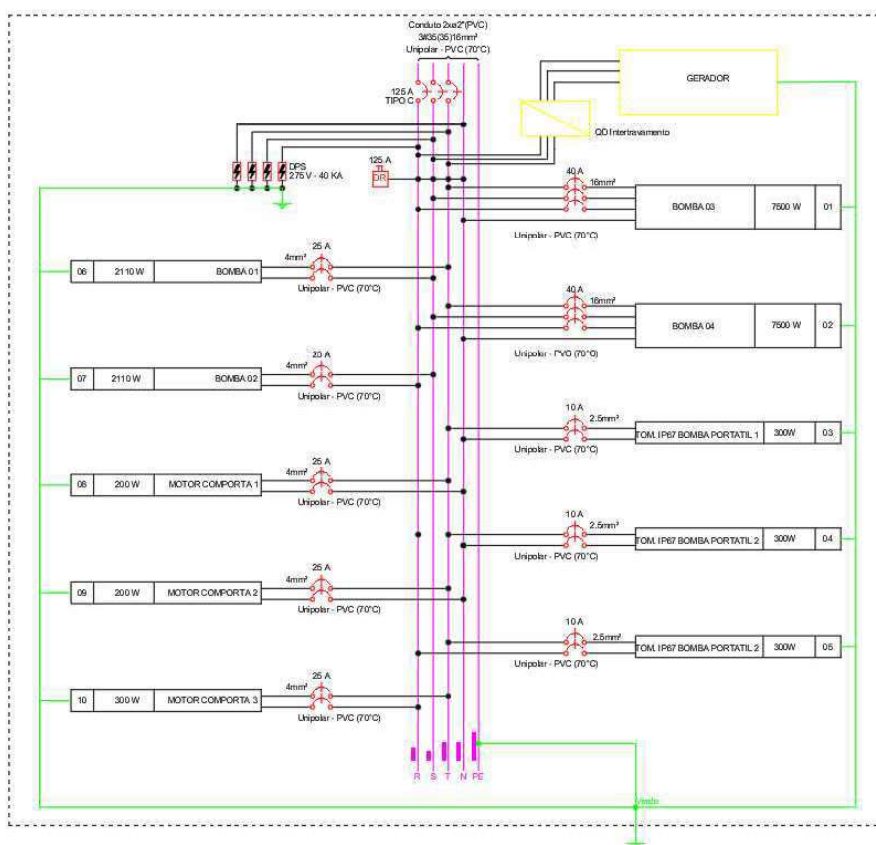 Conduto 2xø2"(PVC)
3#35(35)16mm²
Unipolar - PVC (70°C)
125 A
TIPO C
GERADOR
QD Intertravamento
DPS
275 V - 40 KA
125 A
DR
40 A
16mm²
BOMBA 03
7500 W
01
Unipolar - PVC (70°C)
25 A
4mm²
06
2110 W
BOMBA 01
Unipolar - PVC (70°C)
40 A
16mm²
BOMBA 04
7500 W
02
Unipolar - PVC (70°C)
20 A
4mm²
07
2110 W
BOMBA 02
Unipolar - PVC (70°C)
10 A
2.5mm²
TOM. IP67 BOMBA PORTATIL 1
300W
03
Unipolar - PVC (70°C)
25 A
4mm²
08
200 W
MOTOR COMPORTA 1
Unipolar - PVC (70°C)
10 A
2.5mm²
TOM. IP67 BOMBA PORTATIL 2
300W
04
Unipolar - PVC (70°C)
25 A
4mm²
09
200 W
MOTOR COMPORTA 2
Unipolar - PVC (70°C)
10 A
2.5mm²
TOM. IP67 BOMBA PORTATIL 2
300W
05
Unipolar - PVC (70°C)
25 A
4mm²
10
300 W
MOTOR COMPORTA 3
Unipolar - PVC (70°C)
R S T N PE